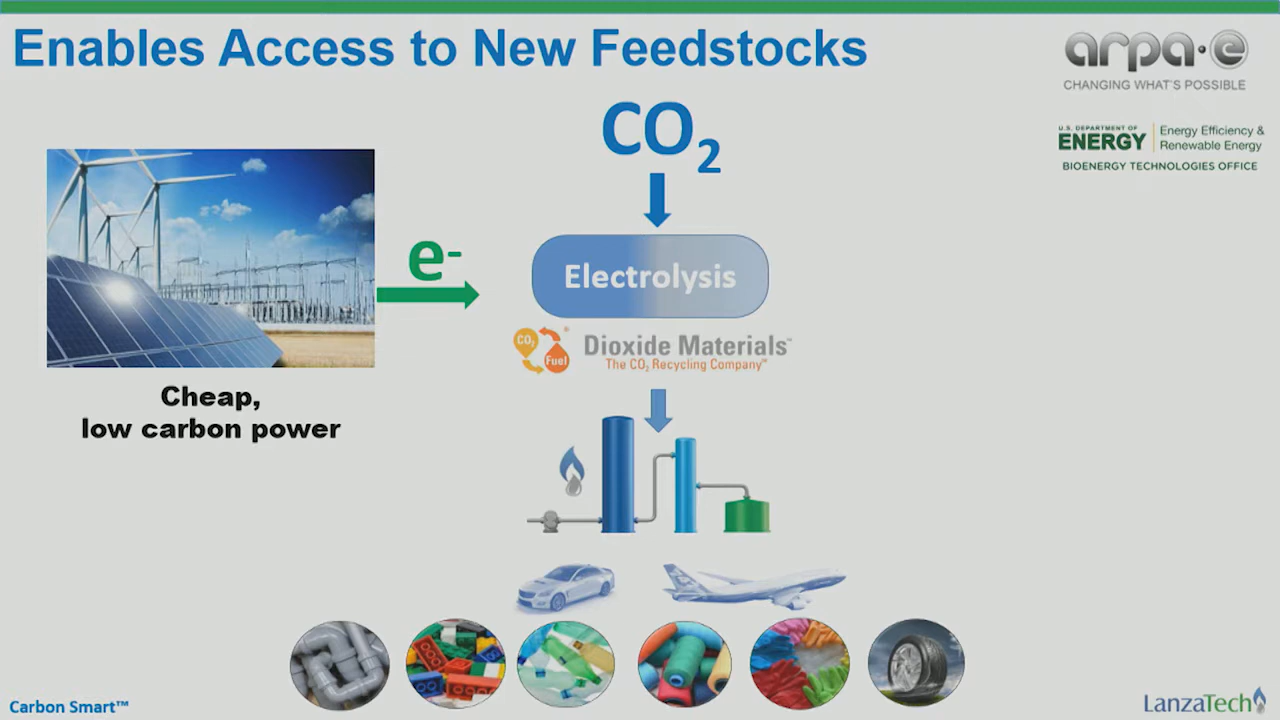 Enables Access to New Feedstocks
arpa·e
CHANGING WHAT'S POSSIBLE
U.S. DEPARTMENT OF
ENERGY
Energy Efficiency &
Renewable Energy
BIOENERGY TECHNOLOGIES OFFICE
CO2
e-
Electrolysis
CO2
Fuel
®
Dioxide Materials™
The CO2 Recycling Company™
Cheap,
low carbon power
Carbon Smart™
LanzaTech